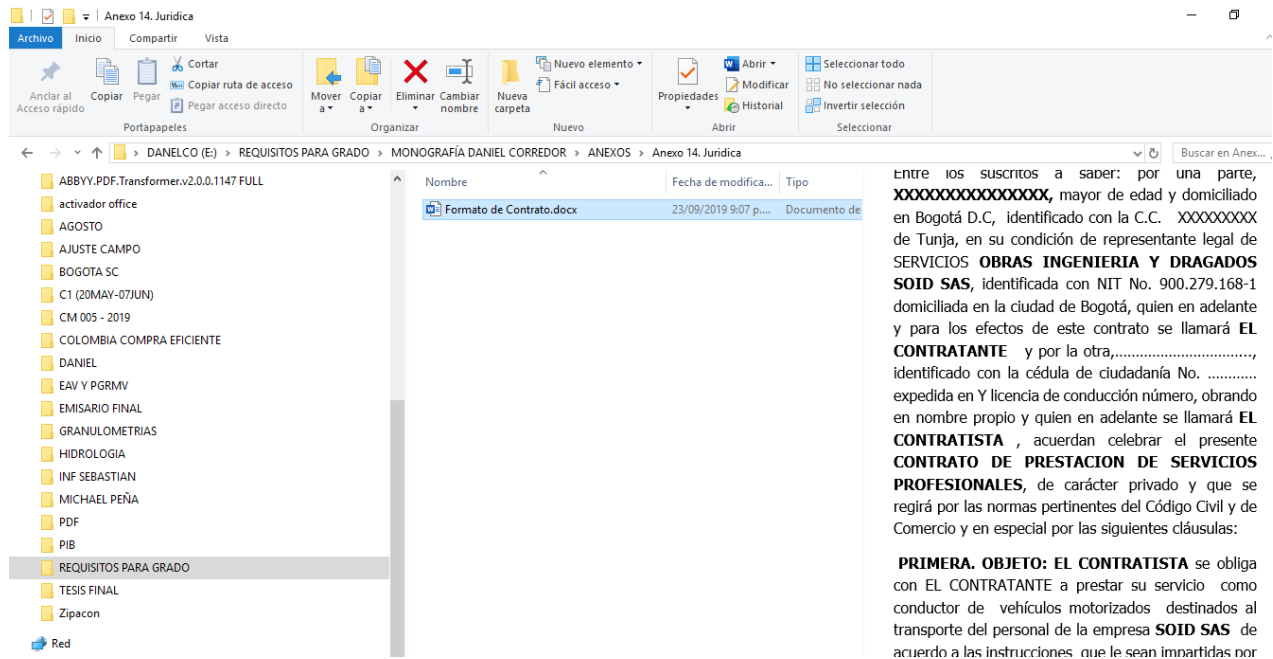 Anexo 14. Juridica
Archivo Inicio Compartir Vista
Anclar al Acceso rápido
Copiar
Pegar
Cortar
Copiar ruta de acceso
Pegar acceso directo
Portapapeles
Mover a
Copiar a
Eliminar
Cambiar nombre
Organizar
Nueva carpeta
Nuevo elemento
Fácil acceso
Nuevo
Propiedades
Abrir
Modificar
Historial
Abrir
Seleccionar todo
No seleccionar nada
Invertir selección
Seleccionar
DANELCO (E:) > REQUISITOS PARA GRADO > MONOGRAFÍA DANIEL CORREDOR > ANEXOS > Anexo 14. Juridica
Buscar en Anex...
ABBYY.PDF.Transformer.v2.0.0.1147 FULL
activador office
AGOSTO
AJUSTE CAMPO
BOGOTA SC
C1 (20MAY-07JUN)
CM 005 - 2019
COLOMBIA COMPRA EFICIENTE
DANIEL
EAV Y PGRMV
EMISARIO FINAL
GRANULOMETRIAS
HIDROLOGIA
INF SEBASTIAN
MICHAEL PEÑA
PDF
PIB
REQUISITOS PARA GRADO
TESIS FINAL
Zipacon
Red
Nombre Fecha de modifica... Tipo
Formato de Contrato.docx 23/09/2019 9:07 p.... Documento de
Entre los suscritos a saber: por una parte,
XXXXXXXXXXXXXXX, mayor de edad y domiciliado
en Bogotá D.C, identificado con la C.C. XXXXXXXXX
de Tunja, en su condición de representante legal de
SERVICIOS OBRAS INGENIERIA Y DRAGADOS
SOID SAS, identificada con NIT No. 900.279.168-1
domiciliada en la ciudad de Bogotá, quien en adelante
y para los efectos de este contrato se llamará EL
CONTRATANTE y por la otra,.................................,
identificado con la cédula de ciudadanía No. ............
expedida en Y licencia de conducción número, obrando
en nombre propio y quien en adelante se llamará EL
CONTRATISTA , acuerdan celebrar el presente
CONTRATO DE PRESTACION DE SERVICIOS
PROFESIONALES, de carácter privado y que se
regirá por las normas pertinentes del Código Civil y de
Comercio y en especial por las siguientes cláusulas:
PRIMERA. OBJETO: EL CONTRATISTA se obliga
con EL CONTRATANTE a prestar su servicio como
conductor de vehículos motorizados destinados al
transporte del personal de la empresa SOID SAS de
acuerdo a las instrucciones que le sean impartidas por